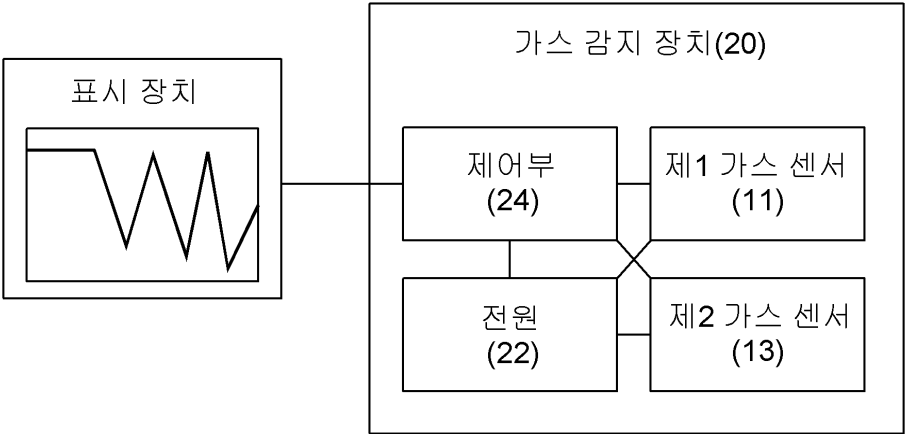 가스 감지 장치(20)
표시 장치
제어부
(24)
제1 가스 센서
(11)
전원
(22)
제2 가스 센서
(13)